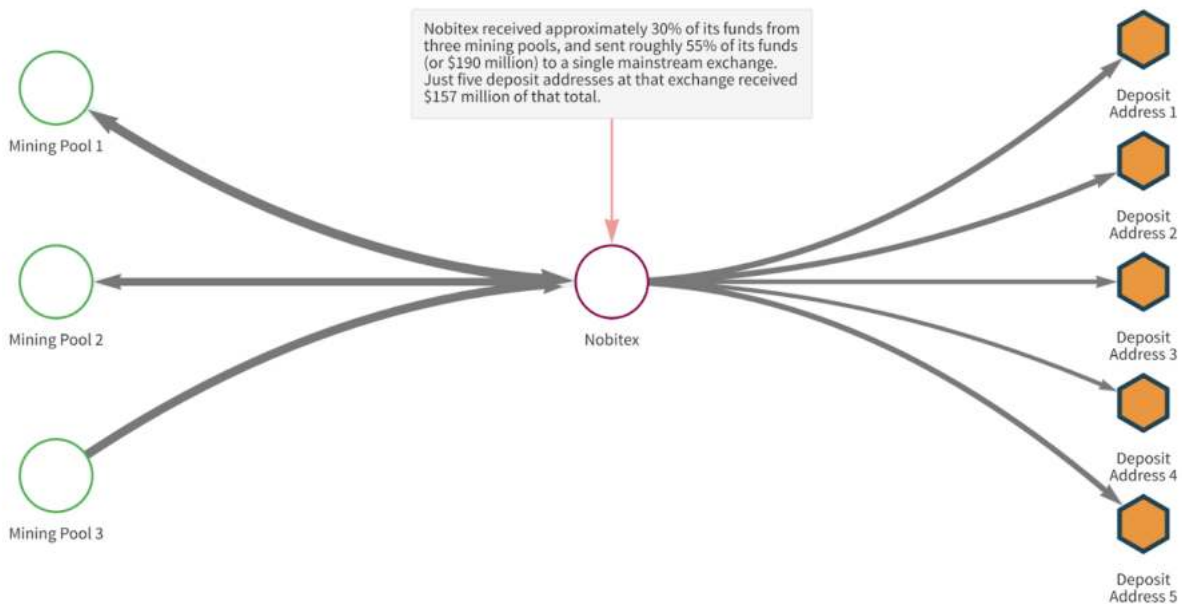 Nobitex received approximately 30% of its funds from
three mining pools, and sent roughly 55% of its funds
(or $190 million) to a single mainstream exchange.
Just five deposit addresses at that exchange received
$157 million of that total.
Mining Pool 1
Mining Pool 2
Mining Pool 3
Nobitex
Deposit
Address 1
Deposit
Address 2
Deposit
Address 3
Deposit
Address 4
Deposit
Address 5